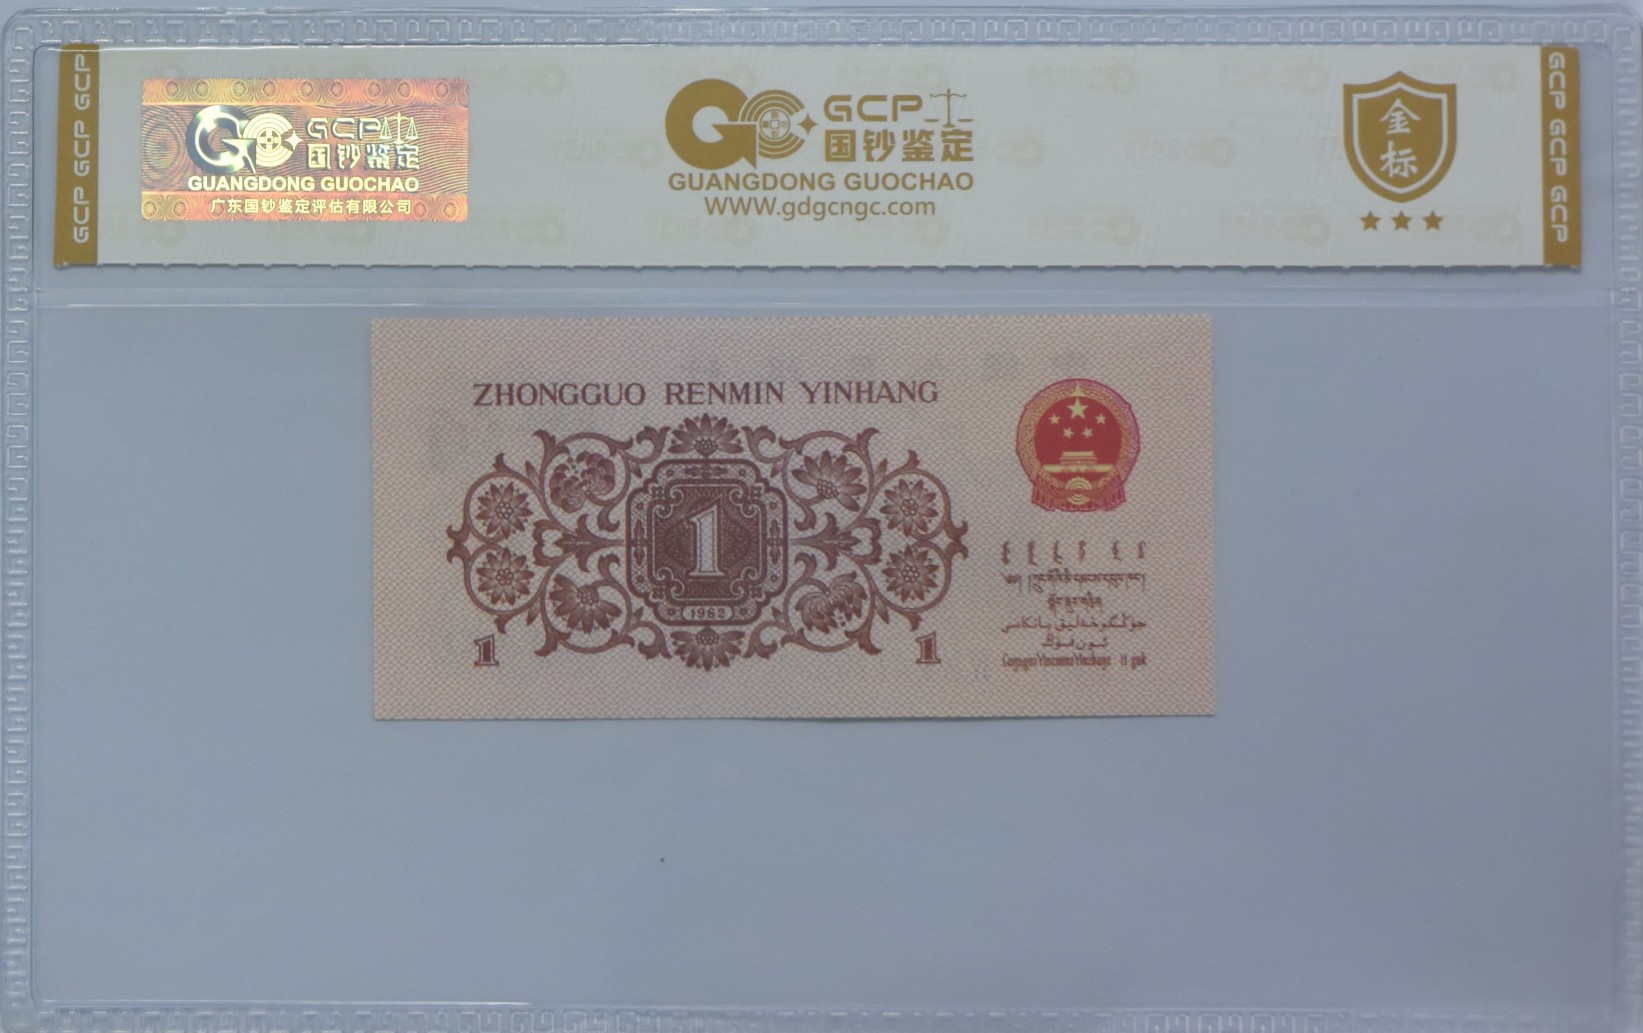 GCP GCP GCP
GCP
国钞鉴定
GUANGDONG GUOCHAO
广东国钞鉴定评估有限公司
GCP
国钞鉴定
GUANGDONG GUOCHAO
WWW.gdgcngc.com
金标
GCP GCP GCP
ZHONGGUO RENMIN YINHANG
1
1962
1
1